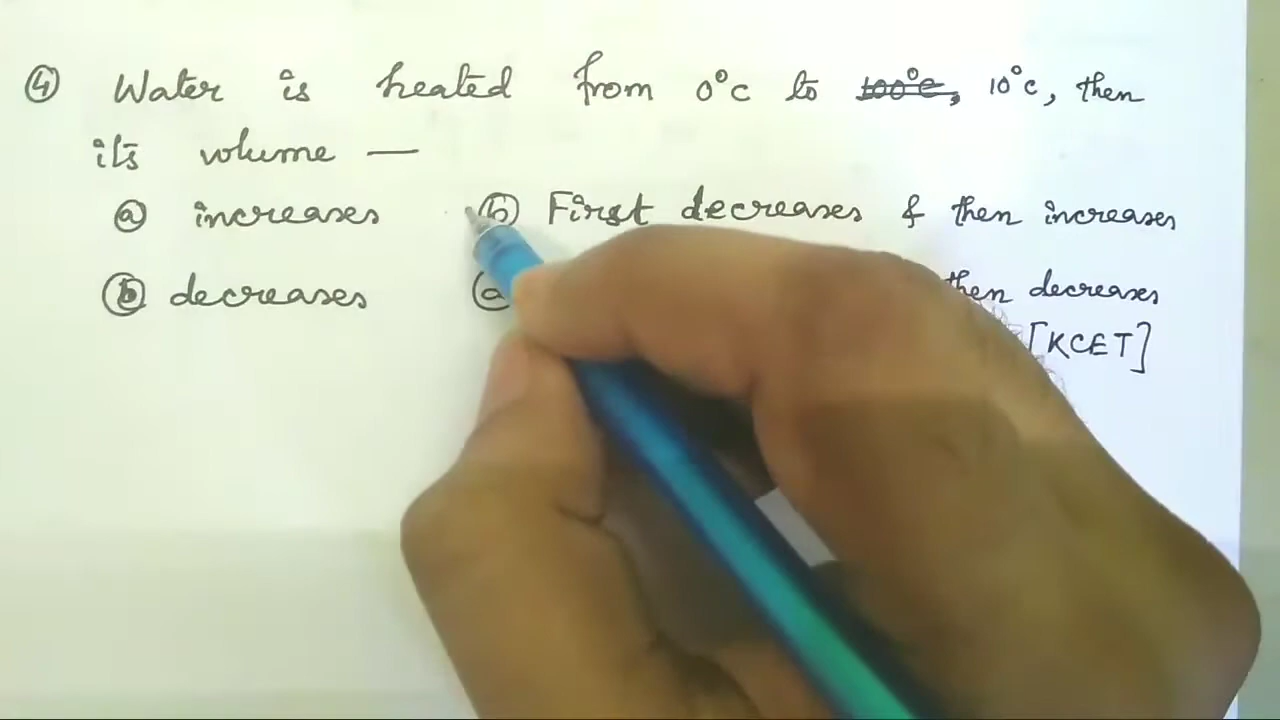 ④ Water is heated from 0°C to ~~100°C,~~ 10°C, then
its volume —
ⓐ increases ⓑ First decreases & then increases
ⓑ decreases ⓐ then decreases
[KCET]